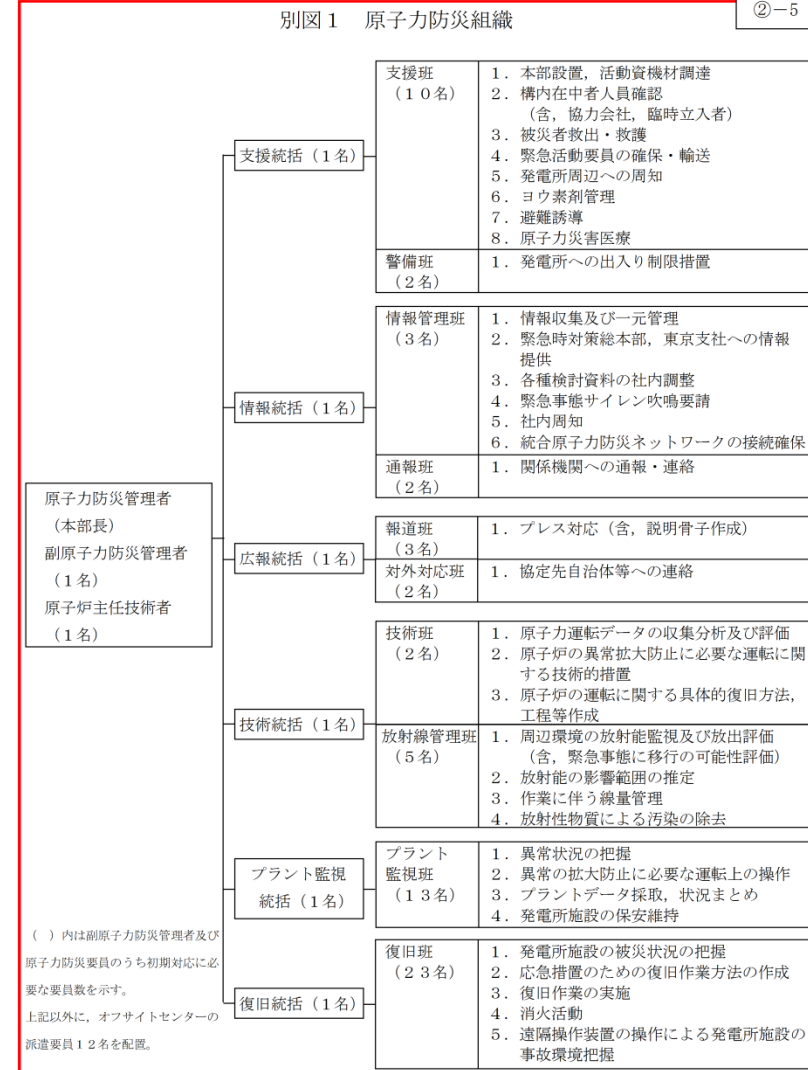 別図１　原子力防災組織
②－5
原子力防災管理者
（本部長）
副原子力防災管理者
（１名）
原子炉主任技術者
（１名）
支援統括（１名）
支援班
（１０名）
１．本部設置，活動資機材調達
２．構内在中者人員確認
（含，協力会社，臨時立入者）
３．被災者救出・救護
４．緊急活動要員の確保・輸送
５．発電所周辺への周知
６．ヨウ素剤管理
７．避難誘導
８．原子力災害医療
警備班
（２名）
１．発電所への出入り制限措置
情報統括（１名）
情報管理班
（３名）
１．情報収集及び一元管理
２．緊急時対策総本部，東京支社への情報
提供
３．各種検討資料の社内調整
４．緊急事態サイレン吹鳴要請
５．社内周知
６．統合原子力防災ネットワークの接続確保
通報班
（２名）
１．関係機関への通報・連絡
広報統括（１名）
報道班
（３名）
１．プレス対応（含，説明骨子作成）
対外対応班
（２名）
１．協定先自治体等への連絡
技術統括（１名）
技術班
（２名）
１．原子力運転データの収集分析及び評価
２．原子炉の異常拡大防止に必要な運転に関
する技術的措置
３．原子炉の運転に関する具体的復旧方法，
工程等作成
放射線管理班
（５名）
１．周辺環境の放射能監視及び放出評価
（含，緊急事態に移行の可能性評価）
２．放射能の影響範囲の推定
３．作業に伴う線量管理
４．放射性物質による汚染の除去
プラント監視
統括（１名）
プラント
監視班
（１３名）
１．異常状況の把握
２．異常の拡大防止に必要な運転上の操作
３．プラントデータ採取，状況まとめ
４．発電所施設の保安維持
復旧統括（１名）
復旧班
（２３名）
１．発電所施設の被災状況の把握
２．応急措置のための復旧作業方法の作成
３．復旧作業の実施
４．消火活動
５．遠隔操作装置の操作による発電所施設の
事故環境把握
（　）内は副原子力防災管理者及び
原子力防災要員のうち初期対応に必
要な要員数を示す。
上記以外に，オフサイトセンターの
派遣要員１２名を配置。